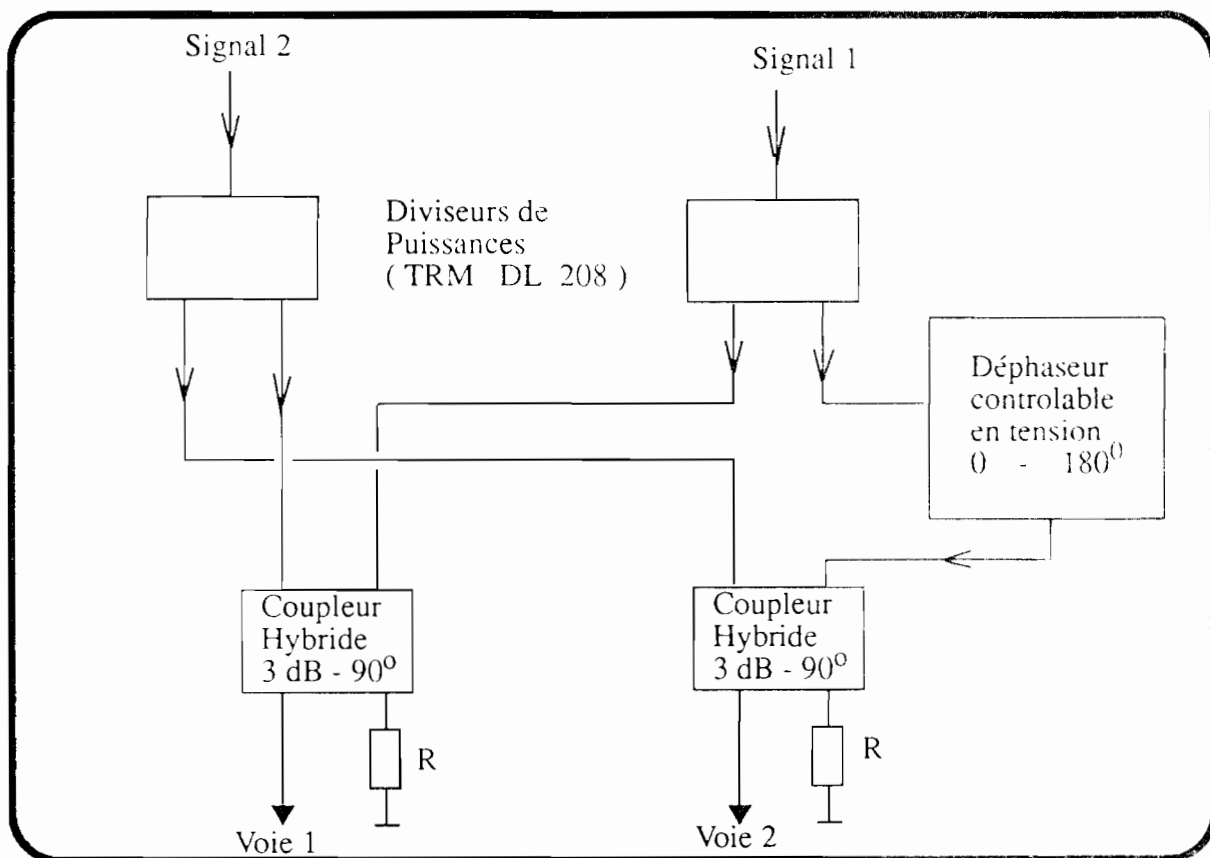 Signal 2
Signal 1
Diviseurs de
Puissances
( TRM DL 208 )
Déphaseur
controlable
en tension
0 - 180⁰
Coupleur
Hybride
3 dB - 90⁰
R
Voie 1
Coupleur
Hybride
3 dB - 90⁰
R
Voie 2